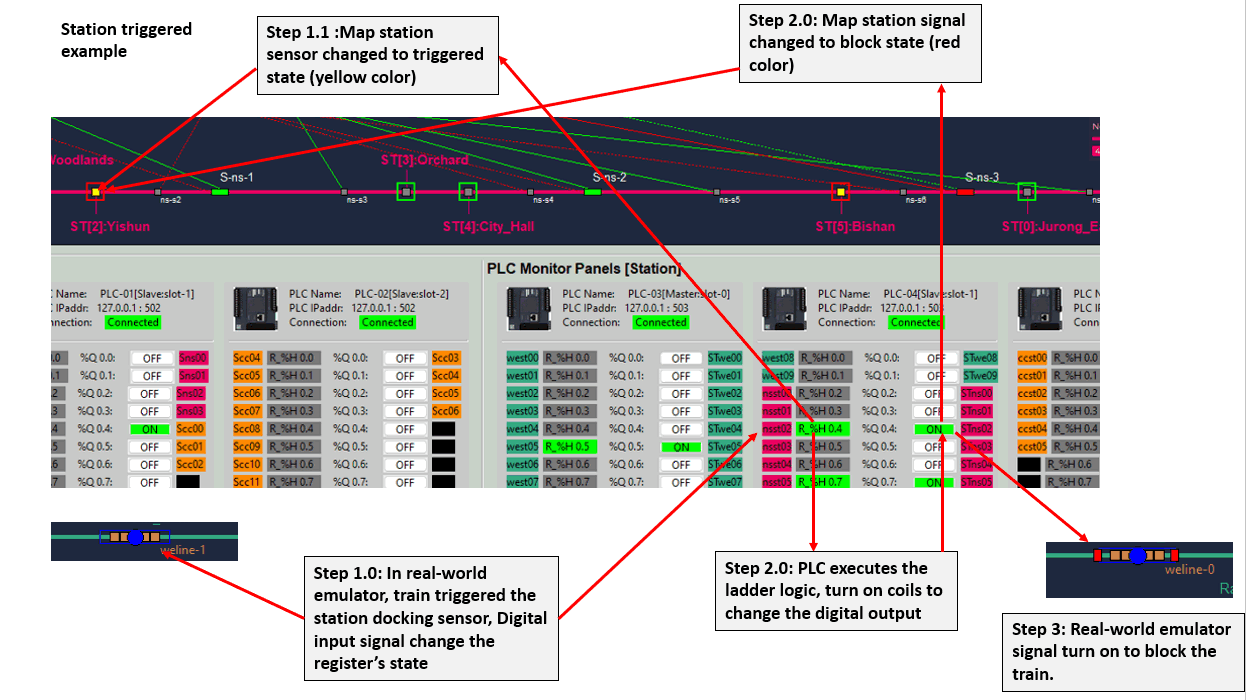 Station triggered
example
Step 1.1 :Map station
sensor changed to triggered
state (yellow color)
Step 2.0: Map station signal
changed to block state (red
color)
Woodlands
ST[3]:Orchard
S-ns-1
S-ns-2
S-ns-3
ns-s2
ns-s3
ns-s4
ns-s5
ns-s6
ST[2]:Yishun
ST[4]:City_Hall
ST[5]:Bishan
ST[0]:Jurong_E
PLC Monitor Panels [Station]
Name: PLC-01[Slave:slot-1]
PLC Name: PLC-02[Slave:slot-2]
PLC Name: PLC-03[Master:slot-0]
PLC Name: PLC-04[Slave:slot-1]
PLC N
IPaddr: 127.0.0.1 : 502
PLC IPaddr: 127.0.0.1 : 502
PLC IPaddr: 127.0.0.1 : 503
PLC IPaddr: 127.0.0.1 : 503
PLC IP
nnection: Connected
Connection: Connected
Connection: Connected
Connection: Connected
Conne
0.0 %Q 0.0: OFF Sns00 Scc04 R_%H 0.0 %Q 0.0: OFF Scc03 west00 R_%H 0.0 %Q 0.0: OFF STwe00 west08 R_%H 0.0 %Q 0.0: OFF STwe08 ccst00 R_%H 0.0
0.1 %Q 0.1: OFF Sns01 Scc05 R_%H 0.1 %Q 0.1: OFF Scc04 west01 R_%H 0.1 %Q 0.1: OFF STwe01 west09 R_%H 0.1 %Q 0.1: OFF STwe09 ccst01 R_%H 0.1
2 %Q 0.2: OFF Sns02 Scc06 R_%H 0.2 %Q 0.2: OFF Scc05 west02 R_%H 0.2 %Q 0.2: OFF STwe02 nsst00 R_%H 0.2 %Q 0.2: OFF STns00 ccst02 R_%H 0.2
3 %Q 0.3: OFF Sns03 Scc07 R_%H 0.3 %Q 0.3: OFF Scc06 west03 R_%H 0.3 %Q 0.3: OFF STwe03 nsst01 R_%H 0.3 %Q 0.3: OFF STns01 ccst03 R_%H 0.3
4 %Q 0.4: ON Scc00 Scc08 R_%H 0.4 %Q 0.4: OFF west04 R_%H 0.4 %Q 0.4: OFF STwe04 nsst02 R_%H 0.4 %Q 0.4: ON STns02 ccst04 R_%H 0.4
5 %Q 0.5: OFF Scc01 Scc09 R_%H 0.5 %Q 0.5: OFF west05 R_%H 0.5 %Q 0.5: ON STwe05 nsst03 R_%H 0.5 %Q 0.5: OFF STns03 ccst05 R_%H 0.5
6 %Q 0.6: OFF Scc02 Scc10 R_%H 0.6 %Q 0.6: OFF west06 R_%H 0.6 %Q 0.6: OFF STwe06 nsst04 R_%H 0.6 %Q 0.6: OFF STns04 R_%H 0.6
7 %Q 0.7: OFF Scc11 R_%H 0.7 %Q 0.7: OFF west07 R_%H 0.7 %Q 0.7: OFF STwe07 nsst05 R_%H 0.7 %Q 0.7: ON STns05 R_%H 0.7
weline-1
weline-0
Step 1.0: In real-world
emulator, train triggered the
station docking sensor, Digital
input signal change the
register's state
Step 2.0: PLC executes the
ladder logic, turn on coils to
change the digital output
Step 3: Real-world emulator
signal turn on to block the
train.